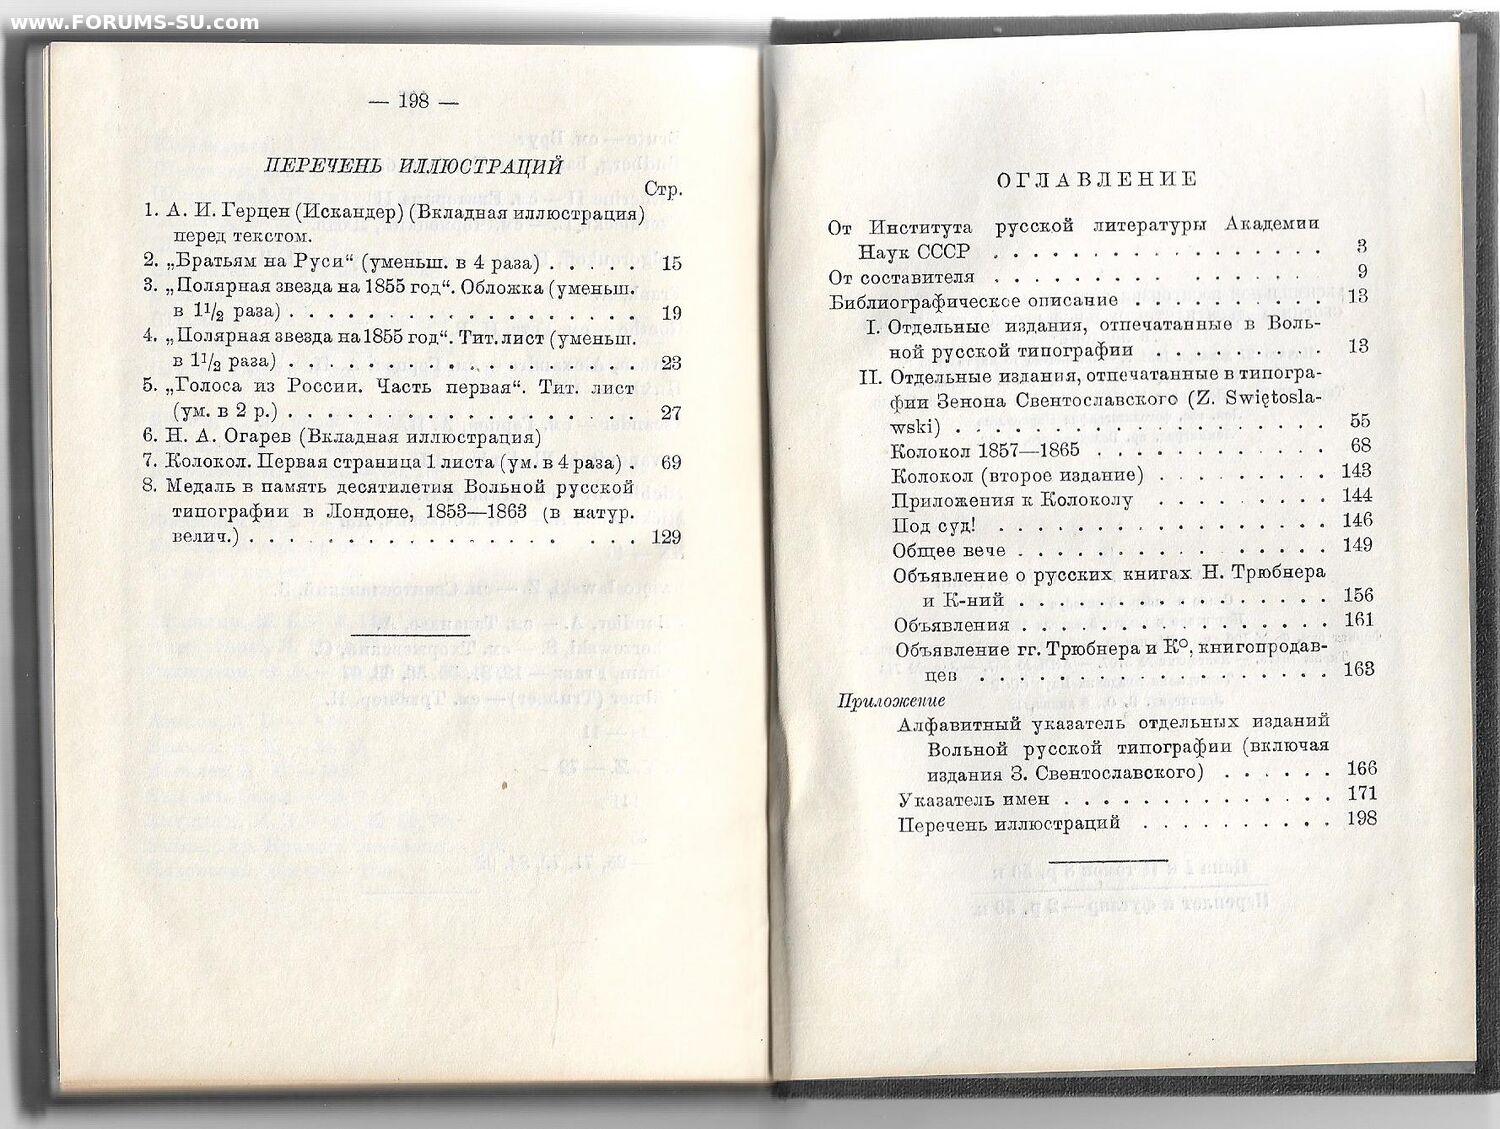 www.FORUMS-SU.com
— 198 —
ПЕРЕЧЕНЬ ИЛЛЮСТРАЦИЙ
Стр.
1. А. И. Герцен (Искандер) (Вкладная иллюстрация)
перед текстом.
2. „Братьям на Руси“ (уменьш. в 4 раза) . . . . . 15
3. „Полярная звезда на 1855 год“. Обложка (уменьш.
в 1 1/2 раза) . . . . . . . . . . . . . . 19
4. „Полярная звезда на 1855 год“. Тит. лист (уменьш.
в 1 1/2 раза) . . . . . . . . . . . . . . 23
5. „Голоса из России. Часть первая“. Тит. лист
(ум. в 2 р.) . . . . . . . . . . . . . . 27
6. Н. А. Огарев (Вкладная иллюстрация)
7. Колокол. Первая страница 1 листа (ум. в 4 раза) . 69
8. Медаль в память десятилетия Вольной русской
типографии в Лондоне, 1853—1863 (в натур.
велич.) . . . . . . . . . . . . . . . 129
ОГЛАВЛЕНИЕ
От Института русской литературы Академии
Наук СССР . . . . . . . . . . . . . 3
От составителя . . . . . . . . . . . . . 9
Библиографическое описание . . . . . . . . 13
I. Отдельные издания, отпечатанные в Воль-
ной русской типографии . . . . . . . 13
II. Отдельные издания, отпечатанные в типогра-
фии Зенона Свентославского (Z. Swiętosla-
wski) . . . . . . . . . . . . . . . 55
Колокол 1857—1865 . . . . . . . . . . 68
Колокол (второе издание) . . . . . . . 143
Приложения к Колоколу . . . . . . . . 144
Под суд! . . . . . . . . . . . . . . 146
Общее вече . . . . . . . . . . . . . 149
Объявление о русских книгах Н. Трюбнера
и К-ний . . . . . . . . . . . . . 156
Объявления . . . . . . . . . . . . . 161
Объявление гг. Трюбнера и К°, книгопродав-
цев . . . . . . . . . . . . . . 163
Приложение
Алфавитный указатель отдельных изданий
Вольной русской типографии (включая
издания З. Свентославского) . . . . . . 166
Указатель имен . . . . . . . . . . . 171
Перечень иллюстраций . . . . . . . . . 198